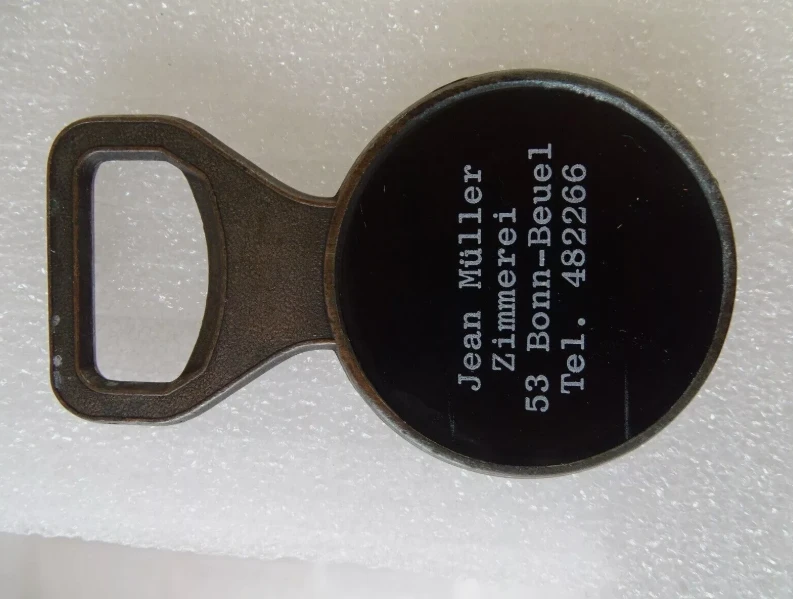 Jean Müller
Zimmerei
53 Bonn-Beuel
Tel. 482266